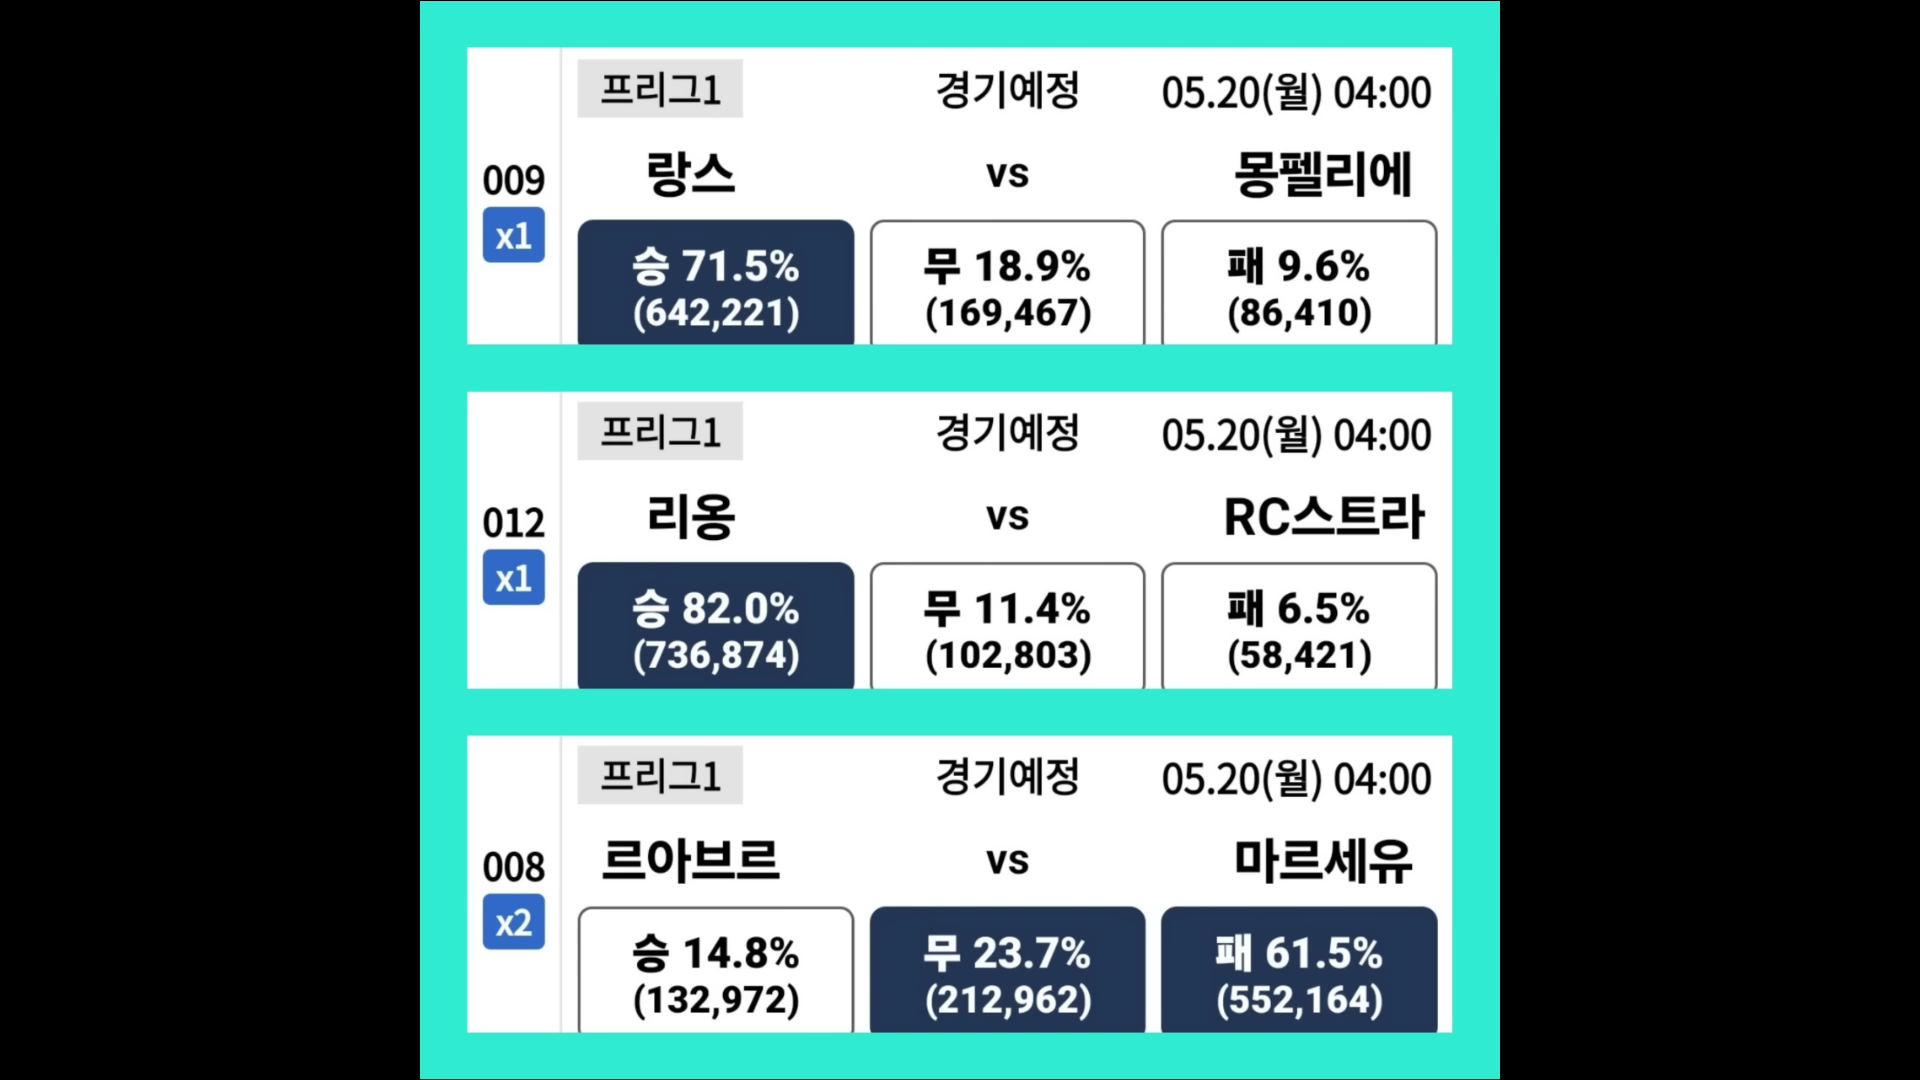 프리그1 경기예정 05.20(월) 04:00
009 랑스 vs 몽펠리에
x1
승 71.5% 무 18.9% 패 9.6%
(642,221) (169,467) (86,410)
프리그1 경기예정 05.20(월) 04:00
012 리옹 vs RC스트라
x1
승 82.0% 무 11.4% 패 6.5%
(736,874) (102,803) (58,421)
프리그1 경기예정 05.20(월) 04:00
008 르아브르 vs 마르세유
x2
승 14.8% 무 23.7% 패 61.5%
(132,972) (212,962) (552,164)